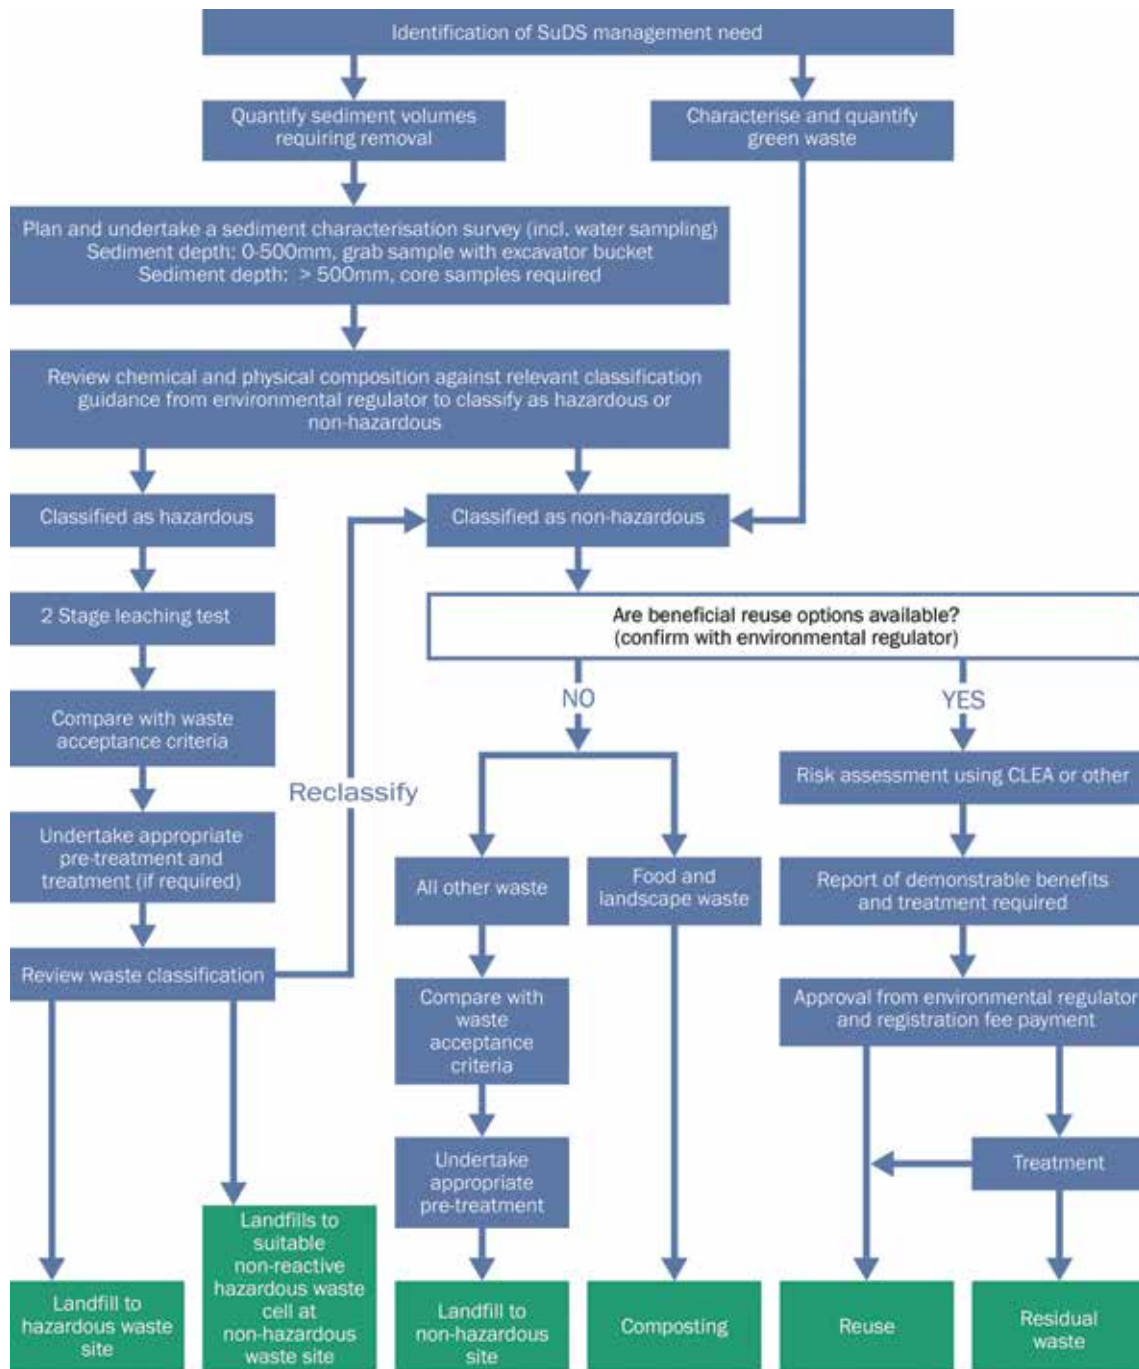 Identification of SuDS management need
Quantify sediment volumes
requiring removal
Characterise and quantify
green waste
Plan and undertake a sediment characterisation survey (incl. water sampling)
Sediment depth: 0-500mm, grab sample with excavator bucket
Sediment depth: > 500mm, core samples required
Review chemical and physical composition against relevant classification
guidance from environmental regulator to classify as hazardous or
non-hazardous
Classified as hazardous
Classified as non-hazardous
2 Stage leaching test
Are beneficial reuse options available?
(confirm with environmental regulator)
NO
YES
Compare with waste
acceptance criteria
Reclassify
Risk assessment using CLEA or other
Undertake appropriate
pre-treatment and
treatment (if required)
All other waste
Food and
landscape waste
Report of demonstrable benefits
and treatment required
Review waste classification
Compare with
waste
acceptance
criteria
Approval from environmental regulator
and registration fee payment
Undertake
appropriate
pre-treatment
Treatment
Landfill to
hazardous waste
site
Landfills to
suitable
non-reactive
hazardous waste
cell at
non-hazardous
waste site
Landfill to
non-hazardous
site
Composting
Reuse
Residual
waste